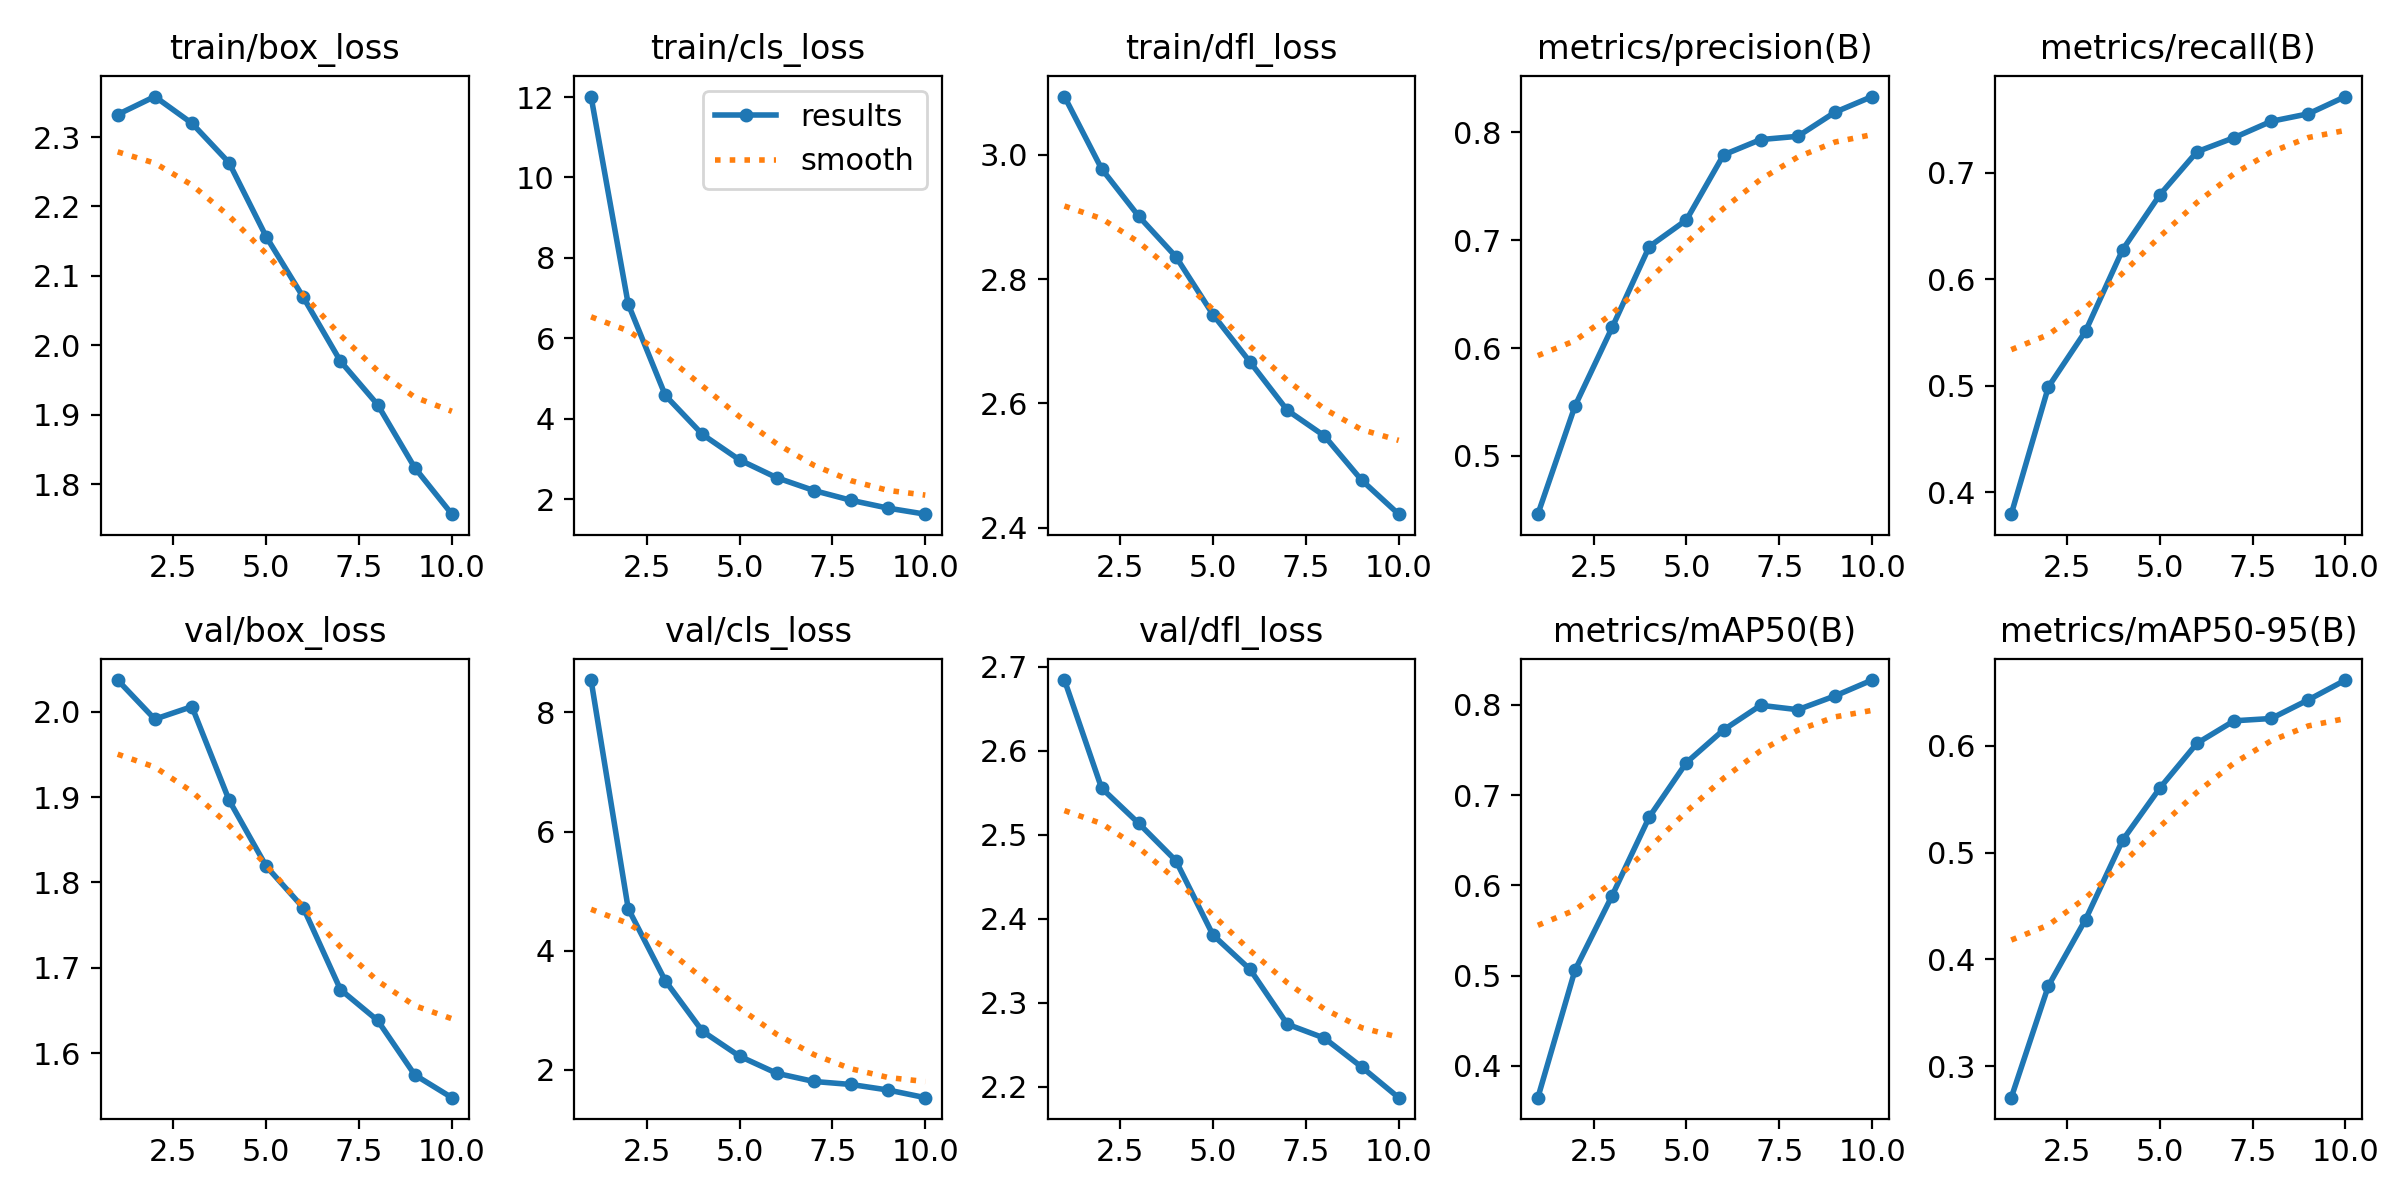 train/box_loss
2.3
2.2
2.1
2.0
1.9
1.8
2.5 5.0 7.5 10.0
train/cls_loss
results
smooth
12
10
8
6
4
2
2.5 5.0 7.5 10.0
train/dfl_loss
3.0
2.8
2.6
2.4
2.5 5.0 7.5 10.0
metrics/precision(B)
0.8
0.7
0.6
0.5
2.5 5.0 7.5 10.0
metrics/recall(B)
0.7
0.6
0.5
0.4
2.5 5.0 7.5 10.0
val/box_loss
2.0
1.9
1.8
1.7
1.6
2.5 5.0 7.5 10.0
val/cls_loss
8
6
4
2
2.5 5.0 7.5 10.0
val/dfl_loss
2.7
2.6
2.5
2.4
2.3
2.2
2.5 5.0 7.5 10.0
metrics/mAP50(B)
0.8
0.7
0.6
0.5
0.4
2.5 5.0 7.5 10.0
metrics/mAP50-95(B)
0.6
0.5
0.4
0.3
2.5 5.0 7.5 10.0